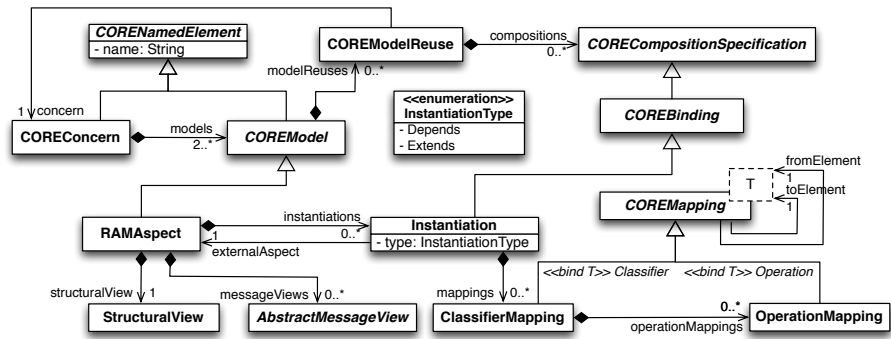 CORENamedElement
- name: String
COREModelReuse
compositions
0..*
CORECompositionSpecification
modelReuses
0..*
<<enumeration>>
InstantiationType
- Depends
- Extends
COREBinding
1
concern
COREConcern
models
2..*
COREModel
fromElement
1
T
toElement
1
COREMapping
RAMAspect
instantiations
0..*
1
externalAspect
Instantiation
- type: InstantiationType
<<bind T>> Classifier
<<bind T>> Operation
structuralView
1
messageViews
0..*
mappings
0..*
0..*
operationMappings
StructuralView
AbstractMessageView
ClassifierMapping
OperationMapping